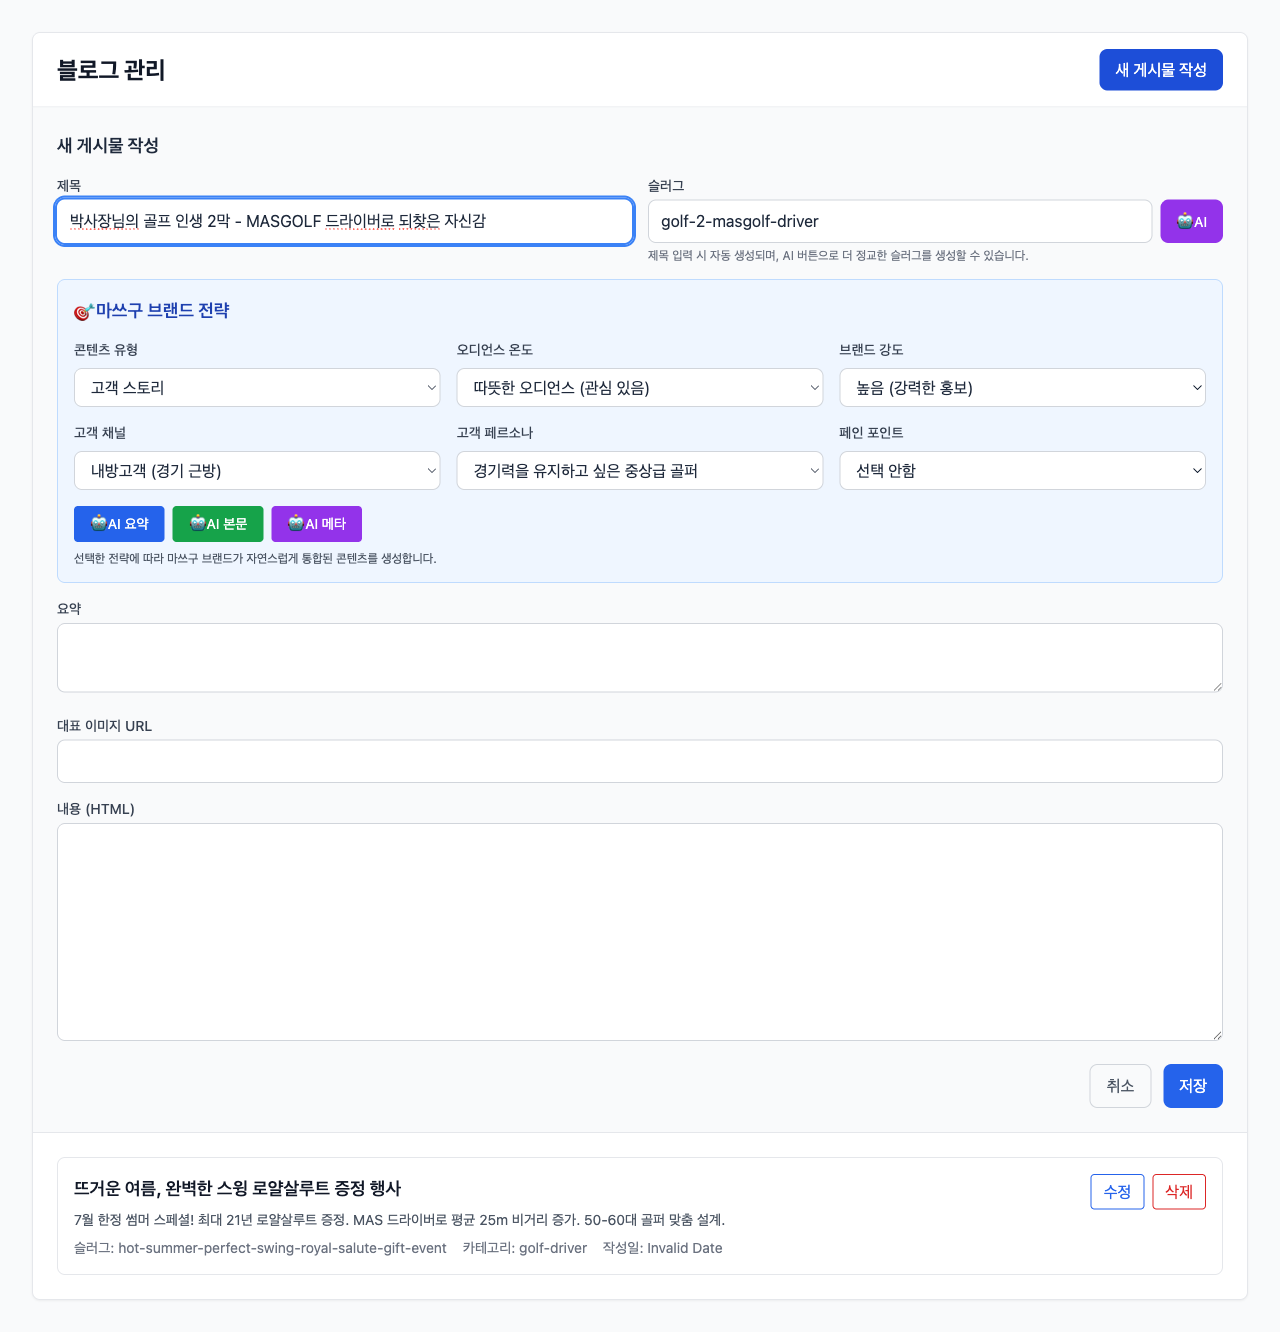 블로그 관리
새 게시물 작성
새 게시물 작성
제목
슬러그
박사장님의 골프 인생 2막 - MASGOLF 드라이버로 되찾은 자신감
golf-2-masgolf-driver
AI
제목 입력 시 자동 생성되며, AI 버튼으로 더 정교한 슬러그를 생성할 수 있습니다.
마쓰구 브랜드 전략
콘텐츠 유형
오디언스 온도
브랜드 강도
고객 스토리
따뜻한 오디언스 (관심 있음)
높음 (강력한 홍보)
고객 채널
고객 페르소나
페인 포인트
내방고객 (경기 근방)
경기력을 유지하고 싶은 중상급 골퍼
선택 안함
AI 요약
AI 본문
AI 메타
선택한 전략에 따라 마쓰구 브랜드가 자연스럽게 통합된 콘텐츠를 생성합니다.
요약
대표 이미지 URL
내용 (HTML)
취소
저장
뜨거운 여름, 완벽한 스윙 로얄살루트 증정 행사
수정
삭제
7월 한정 썸머 스페셜! 최대 21년 로얄살루트 증정. MAS 드라이버로 평균 25m 비거리 증가. 50-60대 골퍼 맞춤 설계.
슬러그: hot-summer-perfect-swing-royal-salute-gift-event 카테고리: golf-driver 작성일: Invalid Date